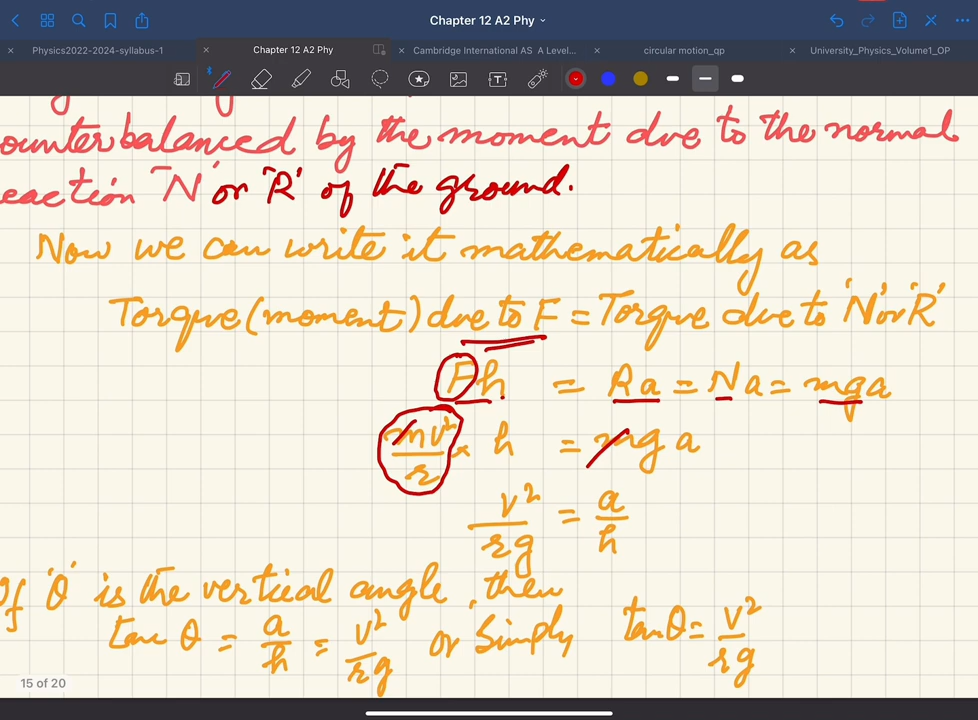 Chapter 12 A2 Phy
Physics2022-2024-syllabus-1
Chapter 12 A2 Phy
Cambridge International AS A Level...
circular motion_qp
University_Physics_Volume1_OP
ounterbalanced by the moment due to the normal
eaction 'N' or 'R' of the ground.
Now we can write it mathematically as
Torque (moment) due to F = Torque due to 'N' or 'R'
Fh = Ra = Na = mga
mv²/r × h = mga
v²/rg = a/h
If 'θ' is the vertical angle, then
tan θ = a/h = v²/rg or simply tanθ = v²/rg
15 of 20